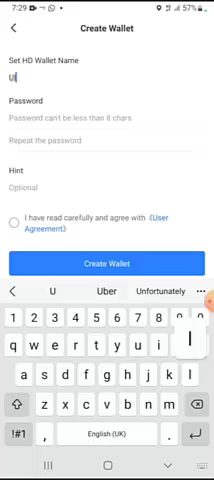 7:29 57%
Create Wallet
Set HD Wallet Name
Ul
Password
Password can't be less than 8 chars
Repeat the password
Hint
Optional
I have read carefully and agree with 《User
Agreement》
Create Wallet
U Uber Unfortunately
1 2 3 4 5 6 7 8 9 0
q w e r t y u i l
a s d f g h j k l
z x c v b n m
!#1 , English (UK) .